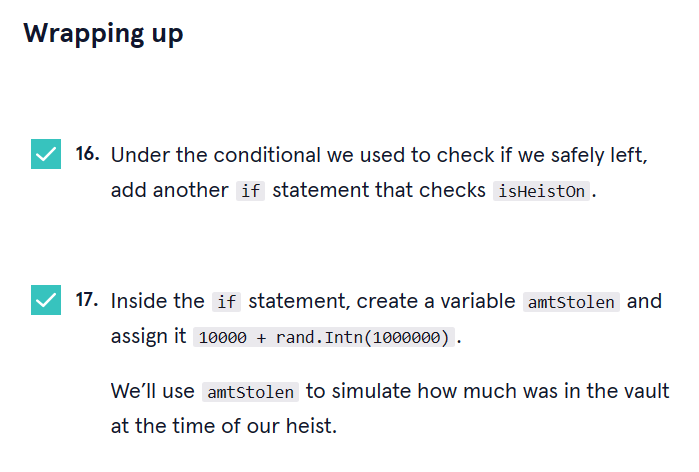 Wrapping up
16. Under the conditional we used to check if we safely left,
add another if statement that checks isHeistOn.
17. Inside the if statement, create a variable amtStolen and
assign it 10000 + rand.Intn(1000000).
We’ll use amtStolen to simulate how much was in the vault
at the time of our heist.